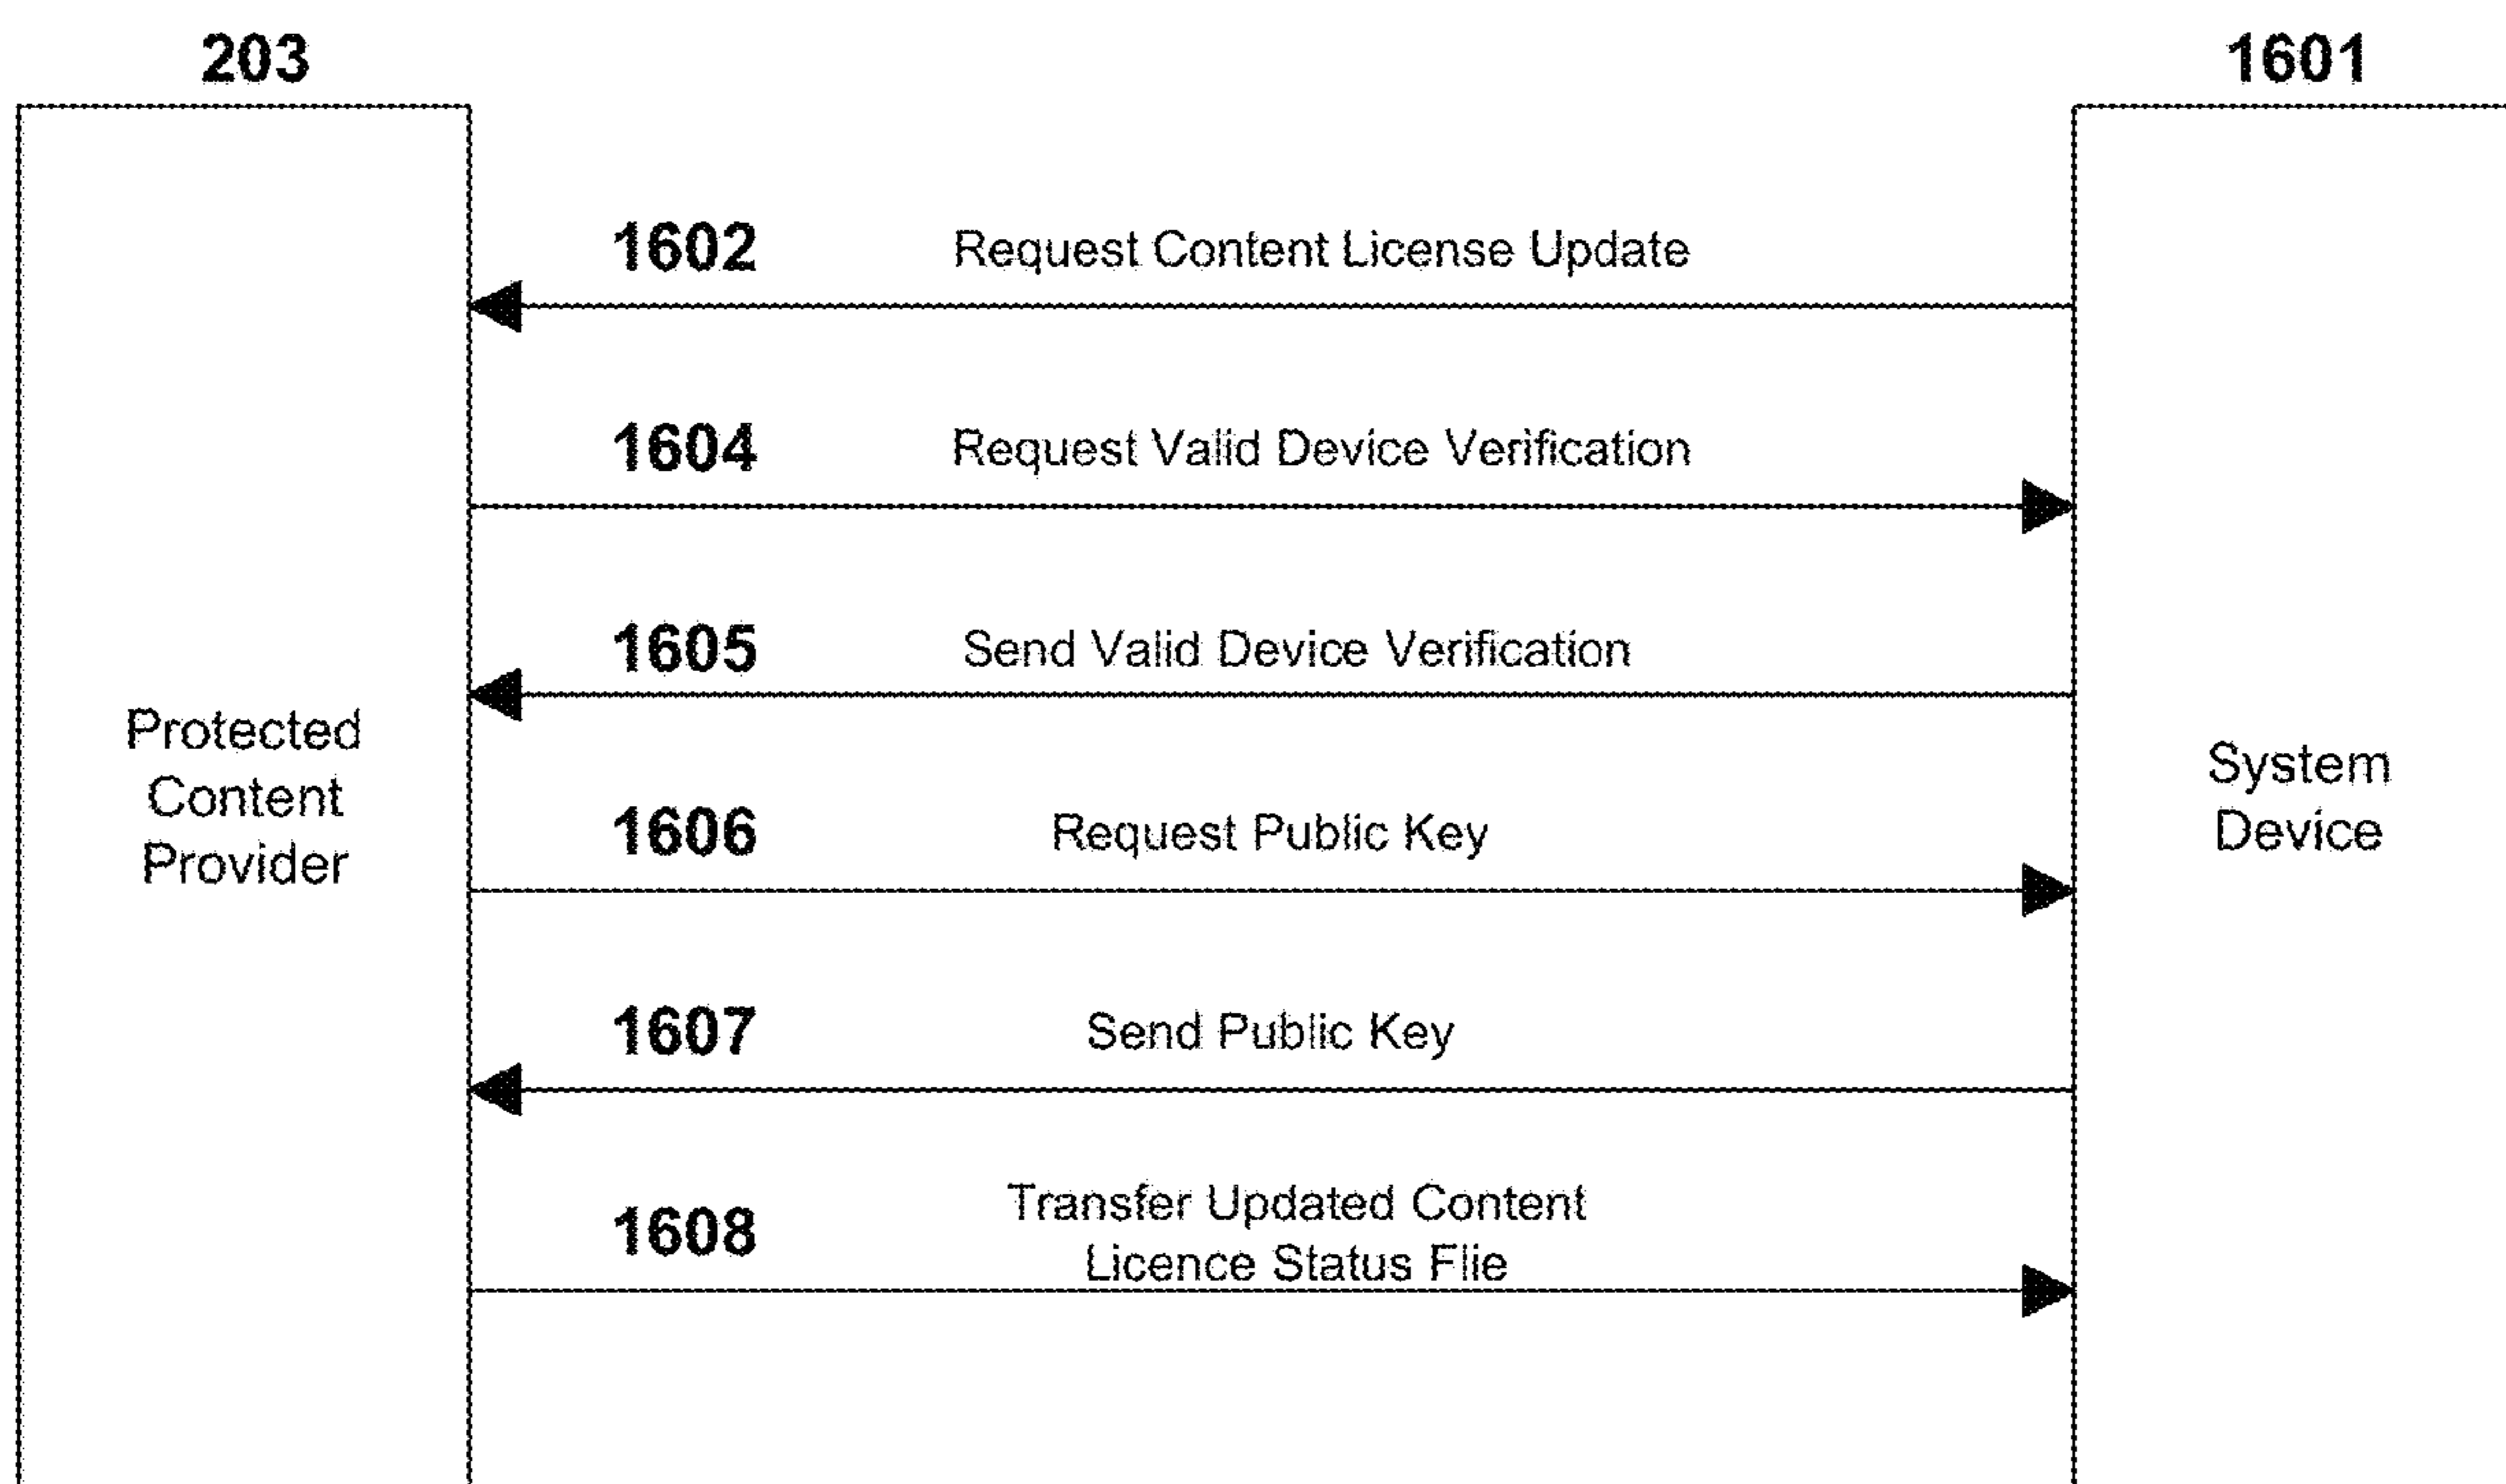 203
1601
1602 Request Content License Update
1604 Request Valid Device Verification
1605 Send Valid Device Verification
Protected
Content
Provider
System
Device
1606 Request Public Key
1607 Send Public Key
1608 Transfer Updated Content
Licence Status Flie